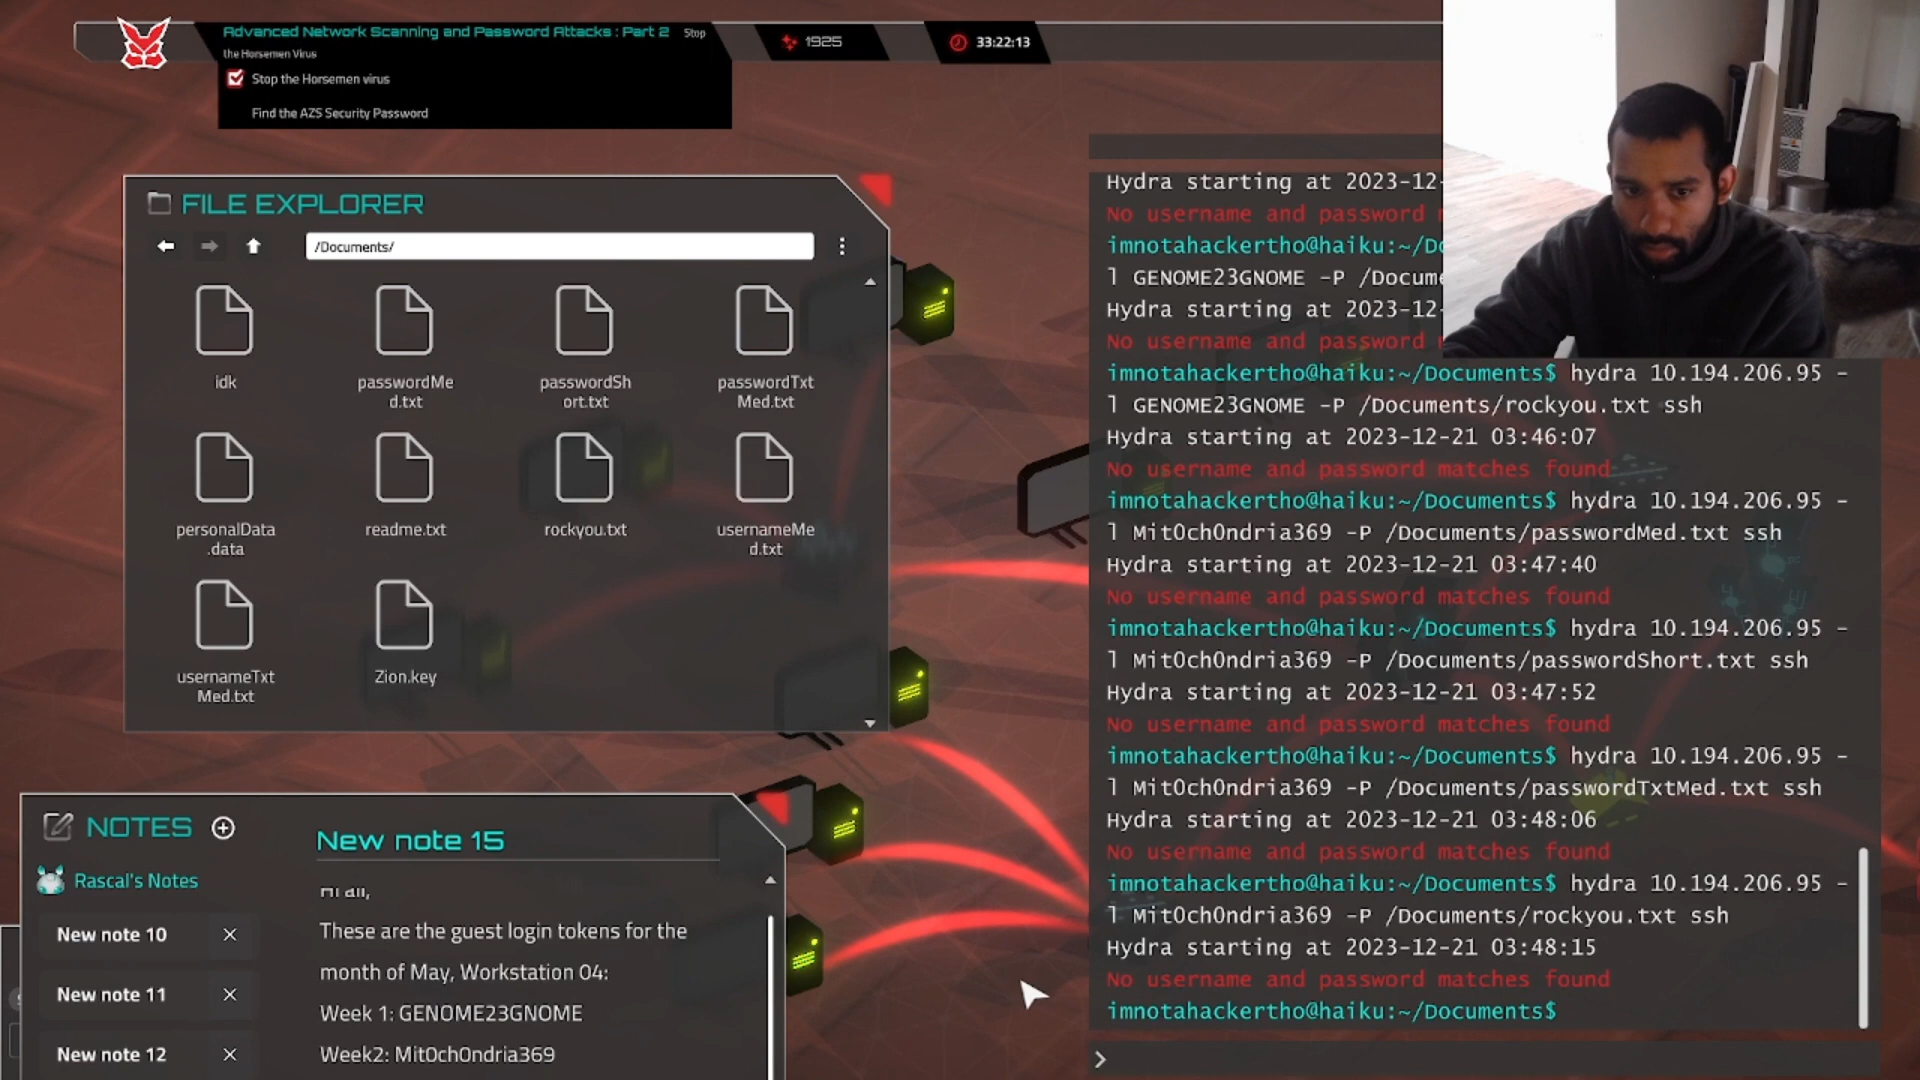 Advanced Network Scanning and Password Attacks : Part 2 Stop
the Horsemen Virus
Stop the Horsemen virus
Find the AZS Security Password
1925
33:22:13
FILE EXPLORER
/Documents/
idk
passwordMe
d.txt
passwordSh
ort.txt
passwordTxt
Med.txt
personalData
.data
readme.txt
rockyou.txt
usernameMe
d.txt
usernameTxt
Med.txt
Zion.key
NOTES
Rascal's Notes
New note 10
New note 11
New note 12
New note 15
Hi all,
These are the guest login tokens for the
month of May, Workstation 04:
Week 1: GENOME23GNOME
Week2: Mit0ch0ndria369
Hydra starting at 2023-12-
No username and password
imnotahackertho@haiku:~/Do
l GENOME23GNOME -P /Docume
Hydra starting at 2023-12-
No username and password
imnotahackertho@haiku:~/Documents$ hydra 10.194.206.95 -
l GENOME23GNOME -P /Documents/rockyou.txt ssh
Hydra starting at 2023-12-21 03:46:07
No username and password matches found
imnotahackertho@haiku:~/Documents$ hydra 10.194.206.95 -
l Mit0ch0ndria369 -P /Documents/passwordMed.txt ssh
Hydra starting at 2023-12-21 03:47:40
No username and password matches found
imnotahackertho@haiku:~/Documents$ hydra 10.194.206.95 -
l Mit0ch0ndria369 -P /Documents/passwordShort.txt ssh
Hydra starting at 2023-12-21 03:47:52
No username and password matches found
imnotahackertho@haiku:~/Documents$ hydra 10.194.206.95 -
l Mit0ch0ndria369 -P /Documents/passwordTxtMed.txt ssh
Hydra starting at 2023-12-21 03:48:06
No username and password matches found
imnotahackertho@haiku:~/Documents$ hydra 10.194.206.95 -
l Mit0ch0ndria369 -P /Documents/rockyou.txt ssh
Hydra starting at 2023-12-21 03:48:15
No username and password matches found
imnotahackertho@haiku:~/Documents$
>